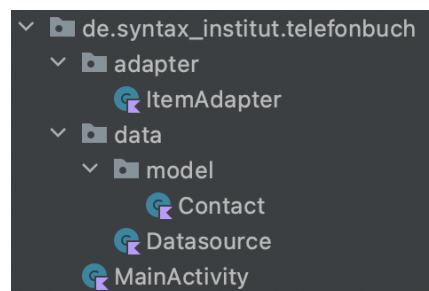 de.syntax_institut.telefonbuch
adapter
ItemAdapter
data
model
Contact
Datasource
MainActivity